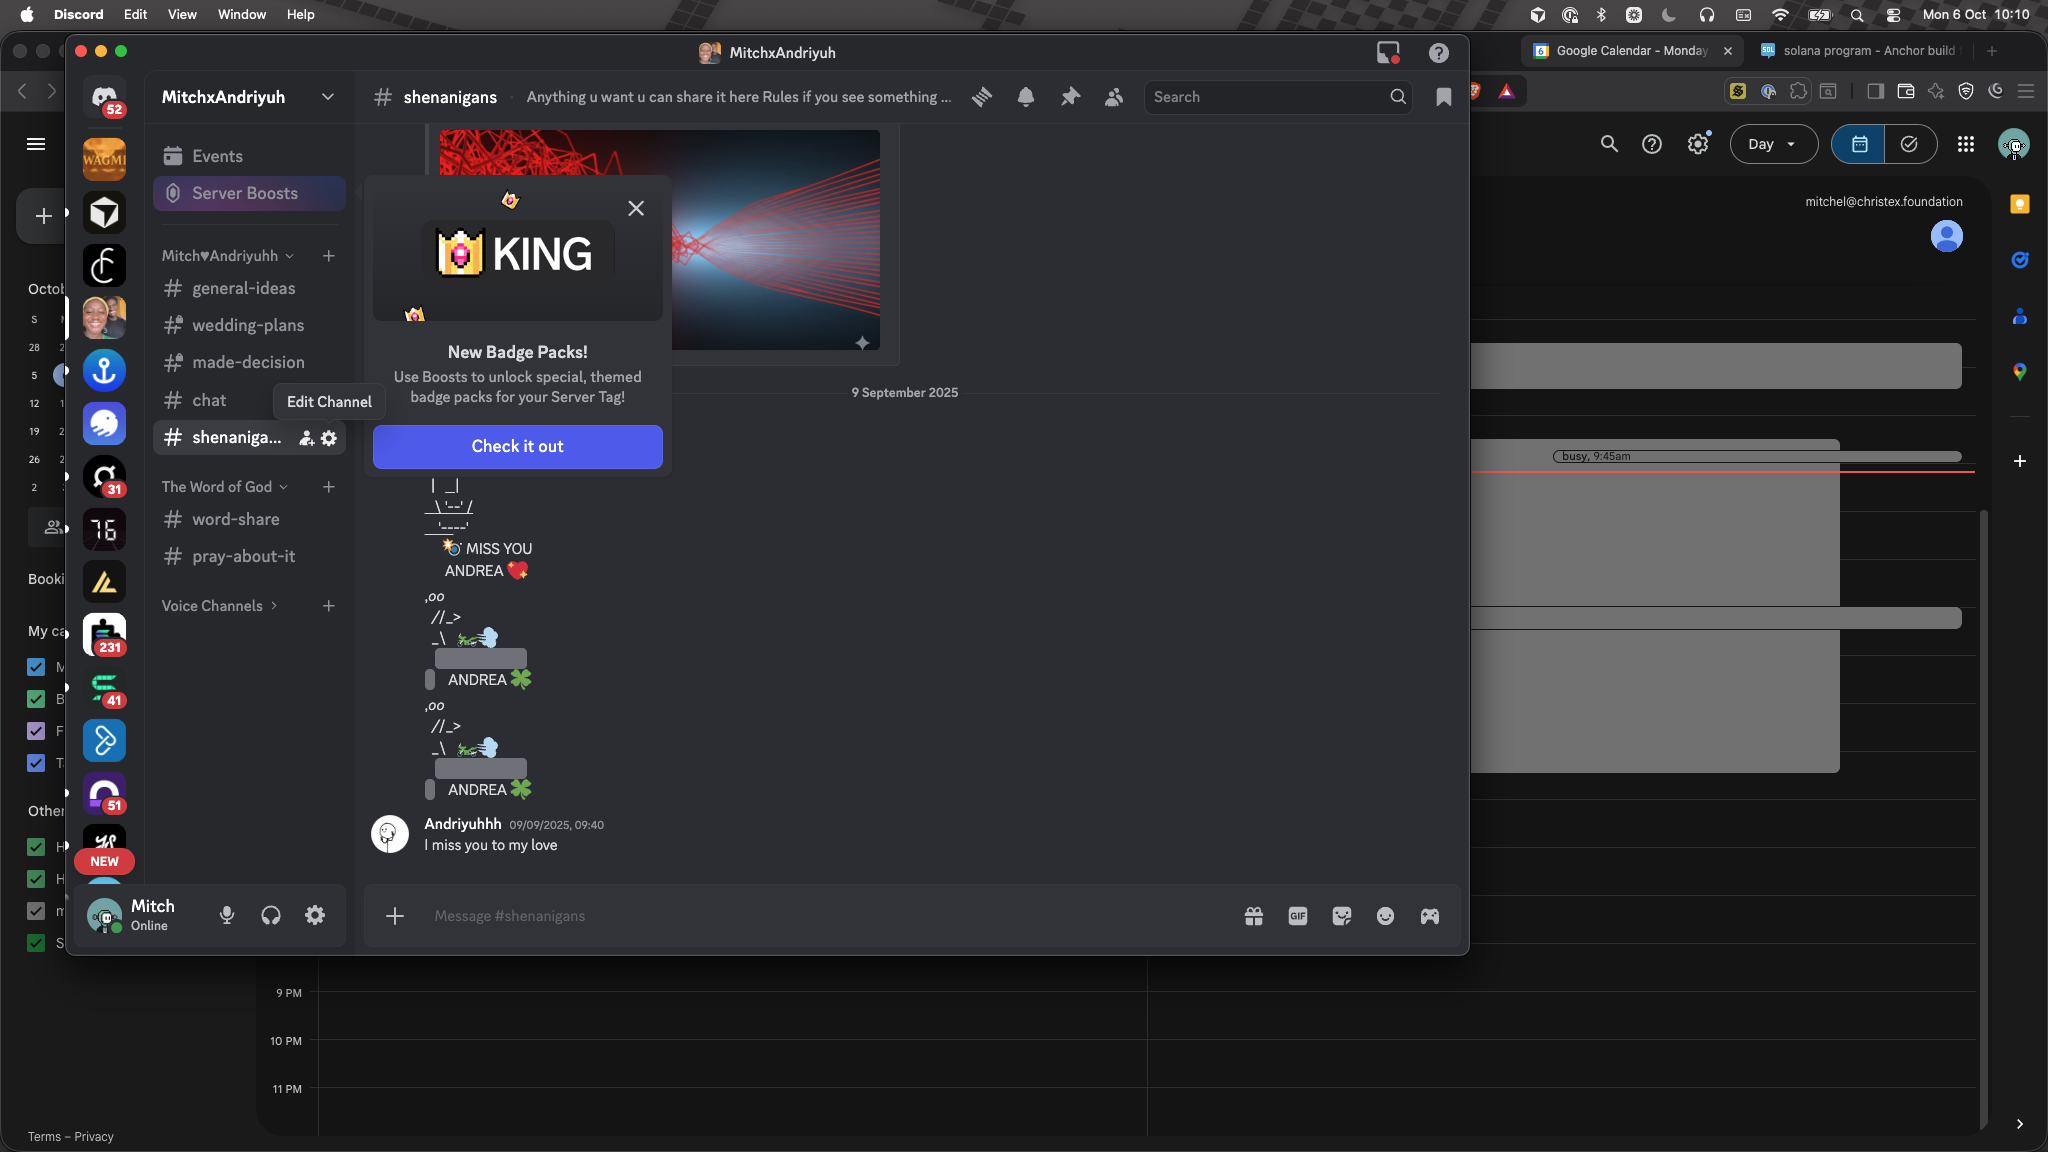 Discord Edit View Window Help
Mon 6 Oct 10:10
MitchxAndriyuh
Google Calendar - Monday,
solana program - Anchor build
52
MitchxAndriyuh
shenanigans
Anything u want u can share it here Rules if you see something ...
Search
Day
WAGMI
Events
Server Boosts
KING
New Badge Packs!
Use Boosts to unlock special, themed
badge packs for your Server Tag!
Check it out
Mitch♥Andriyuhh
# general-ideas
# wedding-plans
# made-decision
# chat
Edit Channel
# shenaniga...
The Word of God
# word-share
# pray-about-it
Voice Channels
31
76
231
41
51
NEW
Mitch
Online
9 September 2025
| _|
__\ '--' /
__'----'
MISS YOU
ANDREA 💖
,oo
//_>
_\ 🏍💨
ANDREA 🍀
,oo
//_>
_\ 🏍💨
ANDREA 🍀
Andriyuhhh 09/09/2025, 09:40
I miss you to my love
Message #shenanigans
GIF
mitchel@christex.foundation
busy, 9:45am
Octob
S
28
5
12 1
19 2
26 2
2
Booki
My ca
M
B
F
T
Other
H
H
m
S
9 PM
10 PM
11 PM
Terms – Privacy